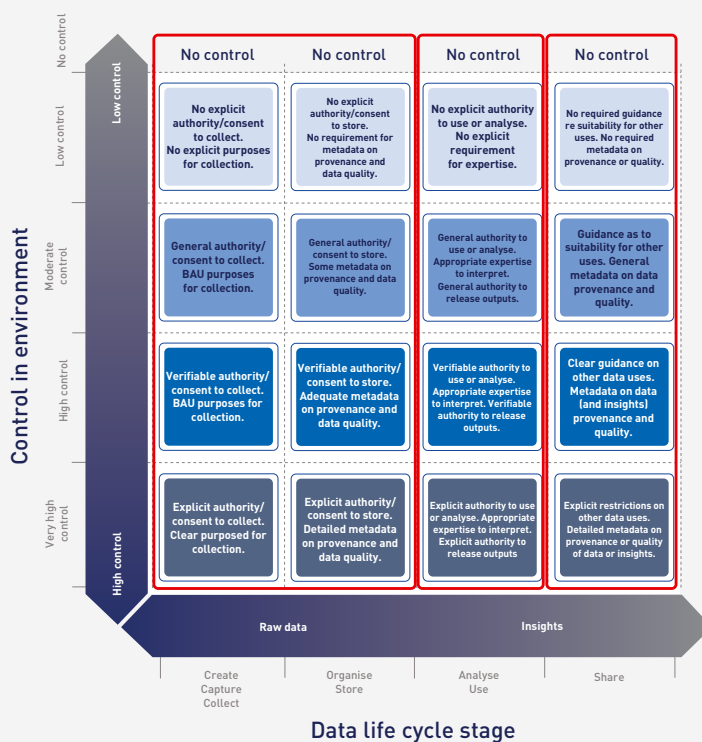 No control
No control
No control
No control
No control
Low control
No explicit
authority/consent
to collect.
No explicit purposes
for collection.
No explicit
authority/consent
to store.
No requirement for
metadata on
provenance and
data quality.
No explicit authority
to use or analyse.
No explicit
requirement
for expertise.
No required guidance
re suitability for other
uses. No required
metadata on
provenance or quality.
Low control
Moderate
control
General authority/
consent to collect.
BAU purposes
for collection.
General authority/
consent to store.
Some metadata on
provenance and data
quality.
General authority to
use or analyse.
Appropriate expertise
to interpret.
General authority to
release outputs.
Guidance as to
suitability for other
uses. General
metadata on data
provenance and
quality.
Control in environment
High control
Verifiable authority/
consent to collect.
BAU purposes for
collection.
Verifiable authority/
consent to store.
Adequate metadata
on provenance and
data quality.
Verifiable authority to
use or analyse.
Appropriate expertise
to interpret. Verifiable
authority to release
outputs.
Clear guidance on
other data uses.
Metadata on data
(and insights)
provenance and
quality.
Very high
control
High control
Explicit authority/
consent to collect.
Clear purposed for
collection.
Explicit authority/
consent to store.
Detailed metadata
on provenance and
data quality.
Explicit authority to use
or analyse. Appropriate
expertise to interpret.
Explicit authority to
release outputs
Explicit restrictions on
other data uses.
Detailed metadata on
provenance or quality
of data or insights.
Raw data
Insights
Create
Capture
Collect
Organise
Store
Analyse
Use
Share
Data life cycle stage